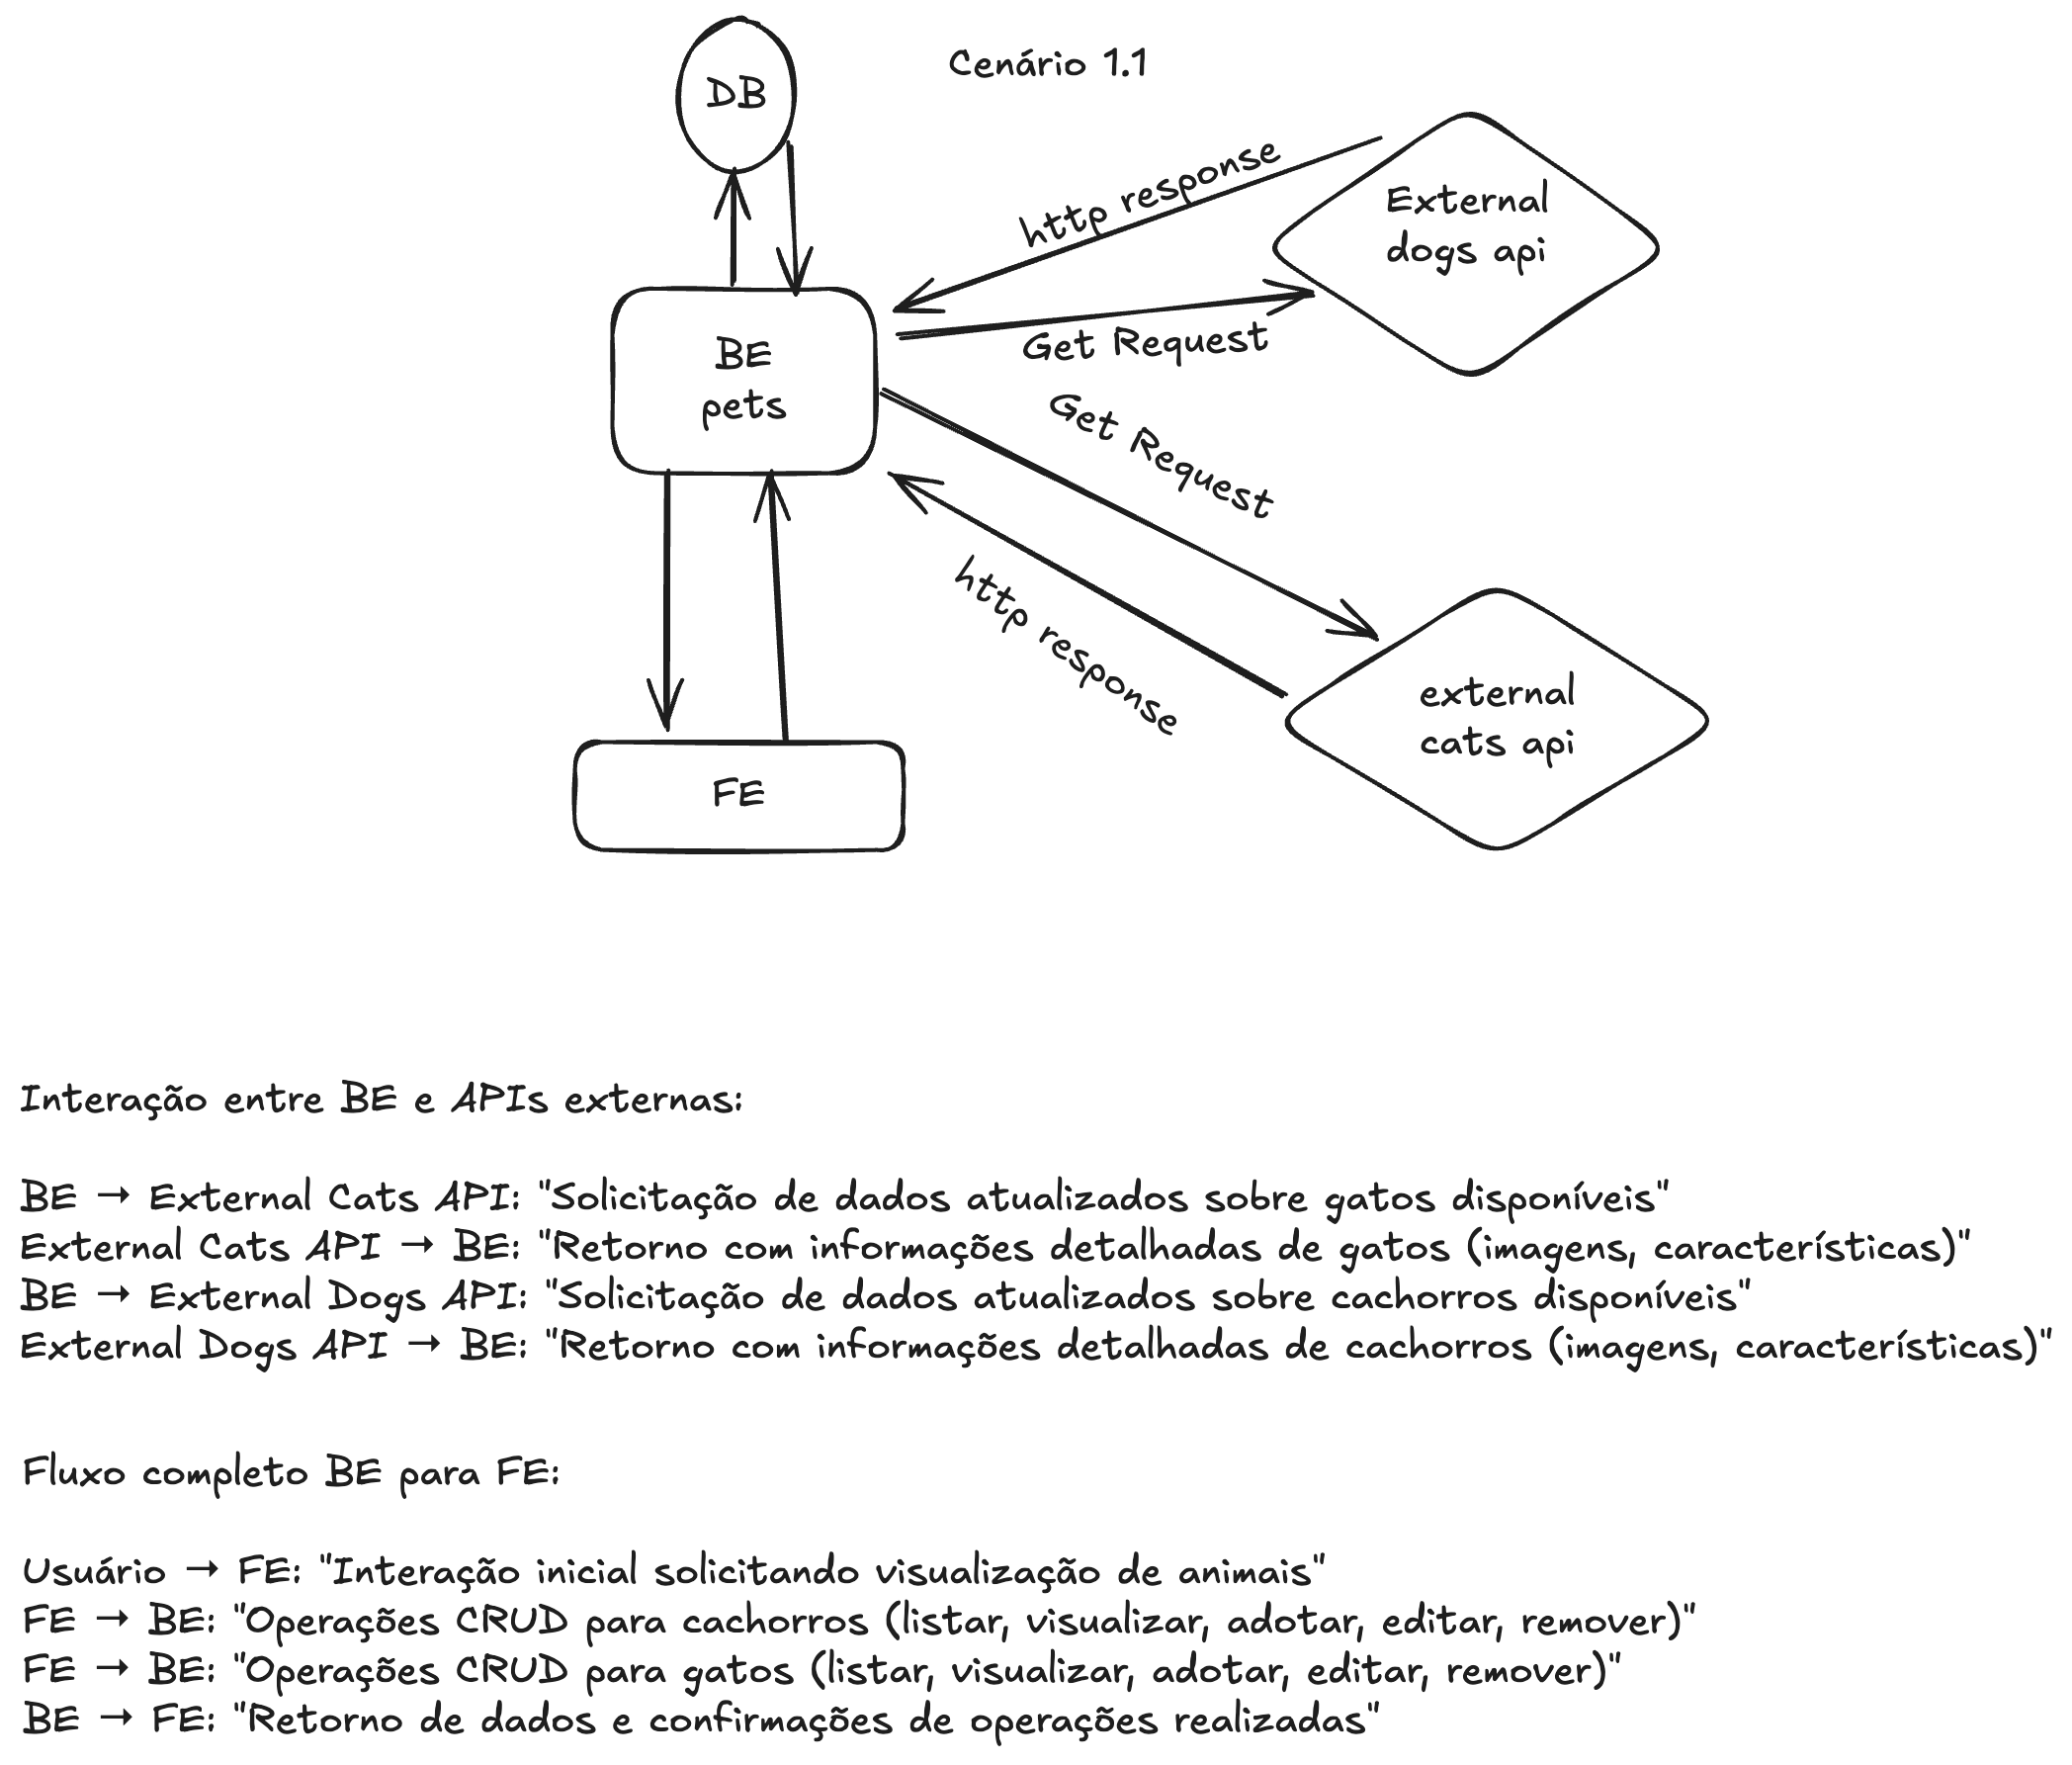 DB
Cenário 1.1
http response
External
dogs api
Get Request
BE
pets
Get Request
http response
external
cats api
FE
Interação entre BE e APIs externas:
BE → External Cats API: "Solicitação de dados atualizados sobre gatos disponíveis"
External Cats API → BE: "Retorno com informações detalhadas de gatos (imagens, características)"
BE → External Dogs API: "Solicitação de dados atualizados sobre cachorros disponíveis"
External Dogs API → BE: "Retorno com informações detalhadas de cachorros (imagens, características)"
Fluxo completo BE para FE:
Usuário → FE: "Interação inicial solicitando visualização de animais"
FE → BE: "Operações CRUD para cachorros (listar, visualizar, adotar, editar, remover)"
FE → BE: "Operações CRUD para gatos (listar, visualizar, adotar, editar, remover)"
BE → FE: "Retorno de dados e confirmações de operações realizadas"